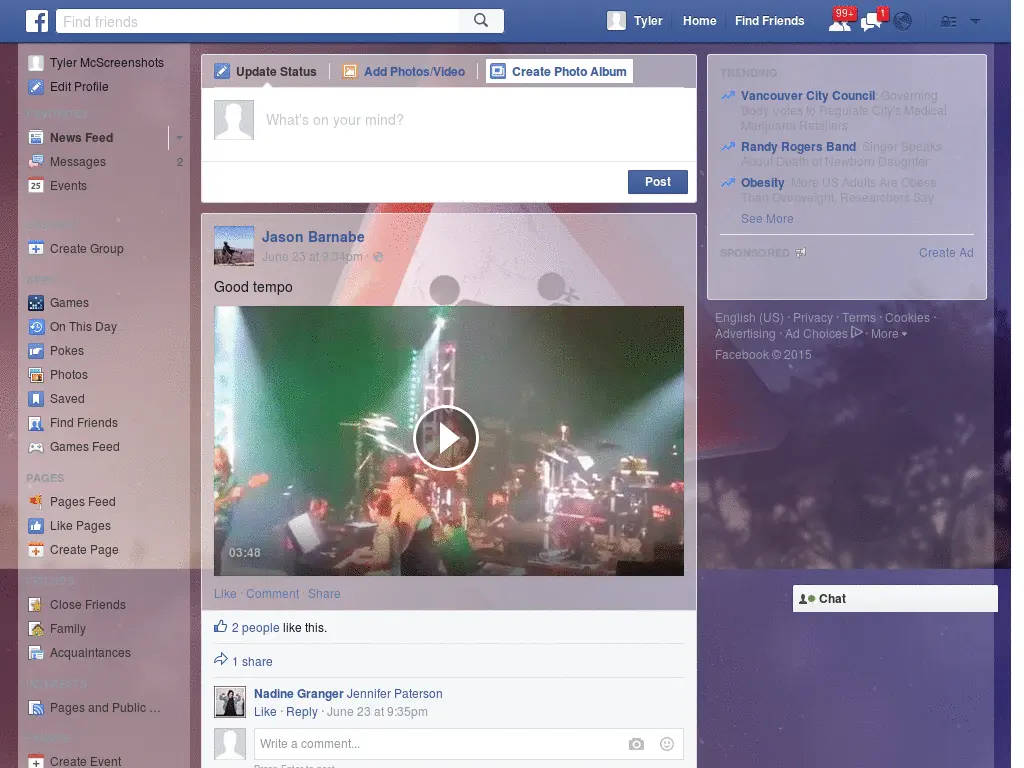 f
Find friends
Tyler
Home
Find Friends
99+
1
Tyler McScreenshots
Edit Profile
FAVORITES
News Feed
Messages
2
25
Events
Create Group
APPS
Games
On This Day
Pokes
Photos
Saved
Find Friends
Games Feed
PAGES
Pages Feed
Like Pages
Create Page
FRIENDS
Close Friends
Family
Acquaintances
INTERESTS
Pages and Public ...
Create Event
Update Status
Add Photos/Video
Create Photo Album
What's on your mind?
Post
Jason Barnabe
June 23 at 9:34pm ·
Good tempo
03:48
Like · Comment · Share
2 people like this.
1 share
Nadine Granger Jennifer Paterson
Like · Reply · June 23 at 9:35pm
Write a comment...
Press Enter to post.
TRENDING
Vancouver City Council: Governing
Body Votes to Regulate City's Medical
Marijuana Retailers
Randy Rogers Band: Singer Speaks
About Death of Newborn Daughter
Obesity: More US Adults Are Obese
Than Overweight, Researchers Say
See More
SPONSORED
Create Ad
English (US) · Privacy · Terms · Cookies ·
Advertising · Ad Choices · More
Facebook © 2015
Chat